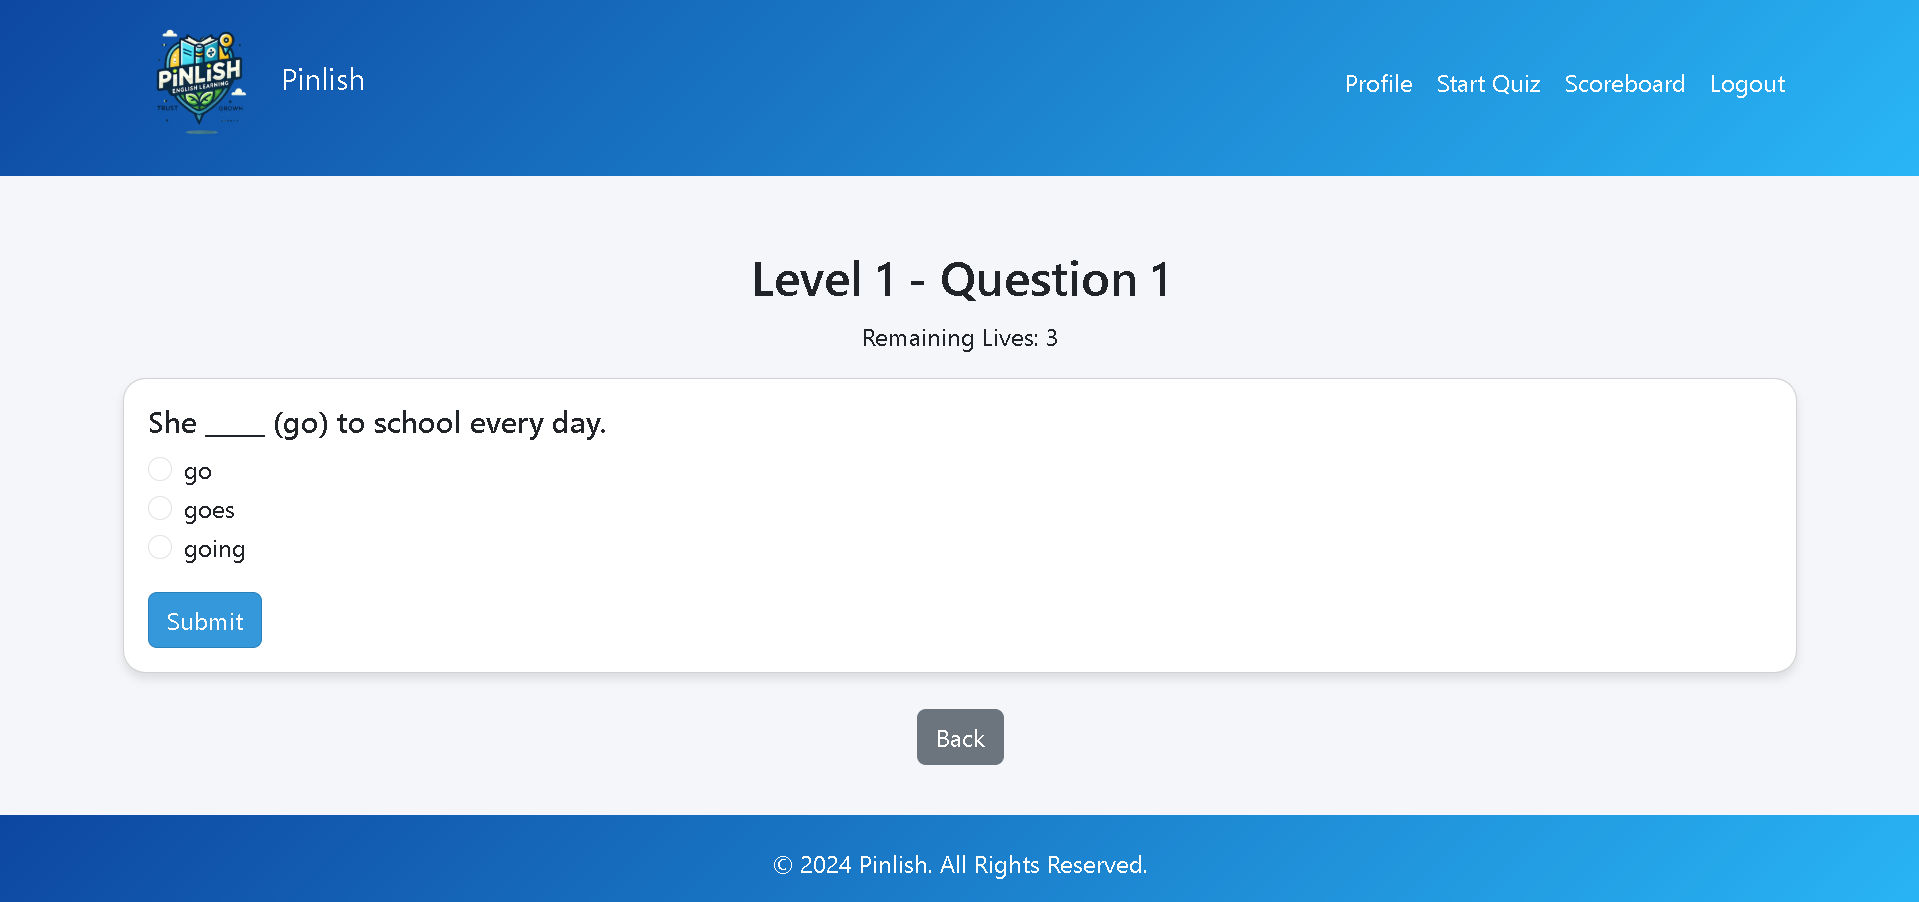 PiNLiSH
ENGLISH LEARNING
TRUST
GROWH
Pinlish
Profile
Start Quiz
Scoreboard
Logout
Level 1 - Question 1
Remaining Lives: 3
She _____ (go) to school every day.
go
goes
going
Submit
Back
© 2024 Pinlish. All Rights Reserved.